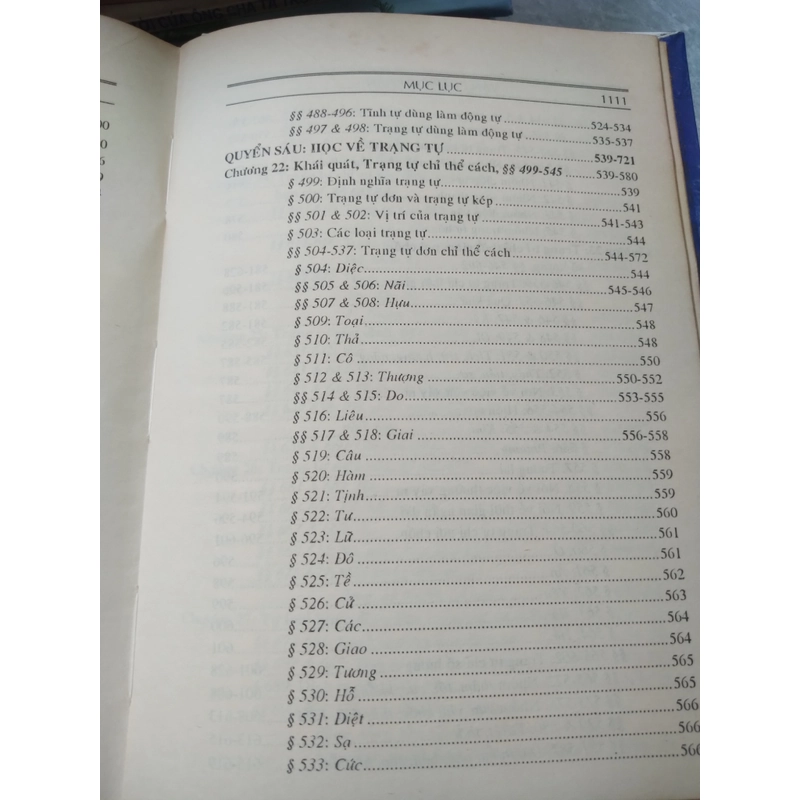 MỤC LỤC
1111
§§ 488-496: Tĩnh tự dùng làm động tự ........ 524-534
§§ 497 & 498: Trạng tự dùng làm động tự ........ 535-537
QUYỂN SÁU: HỌC VỀ TRẠNG TỰ ........ 539-721
Chương 22: Khái quát, Trạng tự chỉ thể cách, §§ 499-545 ........ 539-580
§ 499: Định nghĩa trạng tự ........ 539
§ 500: Trạng tự đơn và trạng tự kép ........ 541
§§ 501 & 502: Vị trí của trạng tự ........ 541-543
§ 503: Các loại trạng tự ........ 544
§§ 504-537: Trạng tự đơn chỉ thể cách ........ 544-572
§ 504: Diệc ........ 544
§§ 505 & 506: Nãi ........ 545-546
§§ 507 & 508: Hựu ........ 547
§ 509: Toại ........ 548
§ 510: Thả ........ 548
§ 511: Cô ........ 550
§ 512 & 513: Thương ........ 550-552
§§ 514 & 515: Do ........ 553-555
§ 516: Liêu ........ 556
§§ 517 & 518: Giai ........ 556-558
§ 519: Câu ........ 558
§ 520: Hàm ........ 559
§ 521: Tịnh ........ 559
§ 522: Tư ........ 560
§ 523: Lữ ........ 561
§ 524: Đô ........ 561
§ 525: Tề ........ 562
§ 526: Cử ........ 563
§ 527: Các ........ 564
§ 528: Giao ........ 564
§ 529: Tương ........ 565
§ 530: Hỗ ........ 565
§ 531: Diệt ........ 566
§ 532: Sạ ........ 566
§ 533: Cức ........ 566